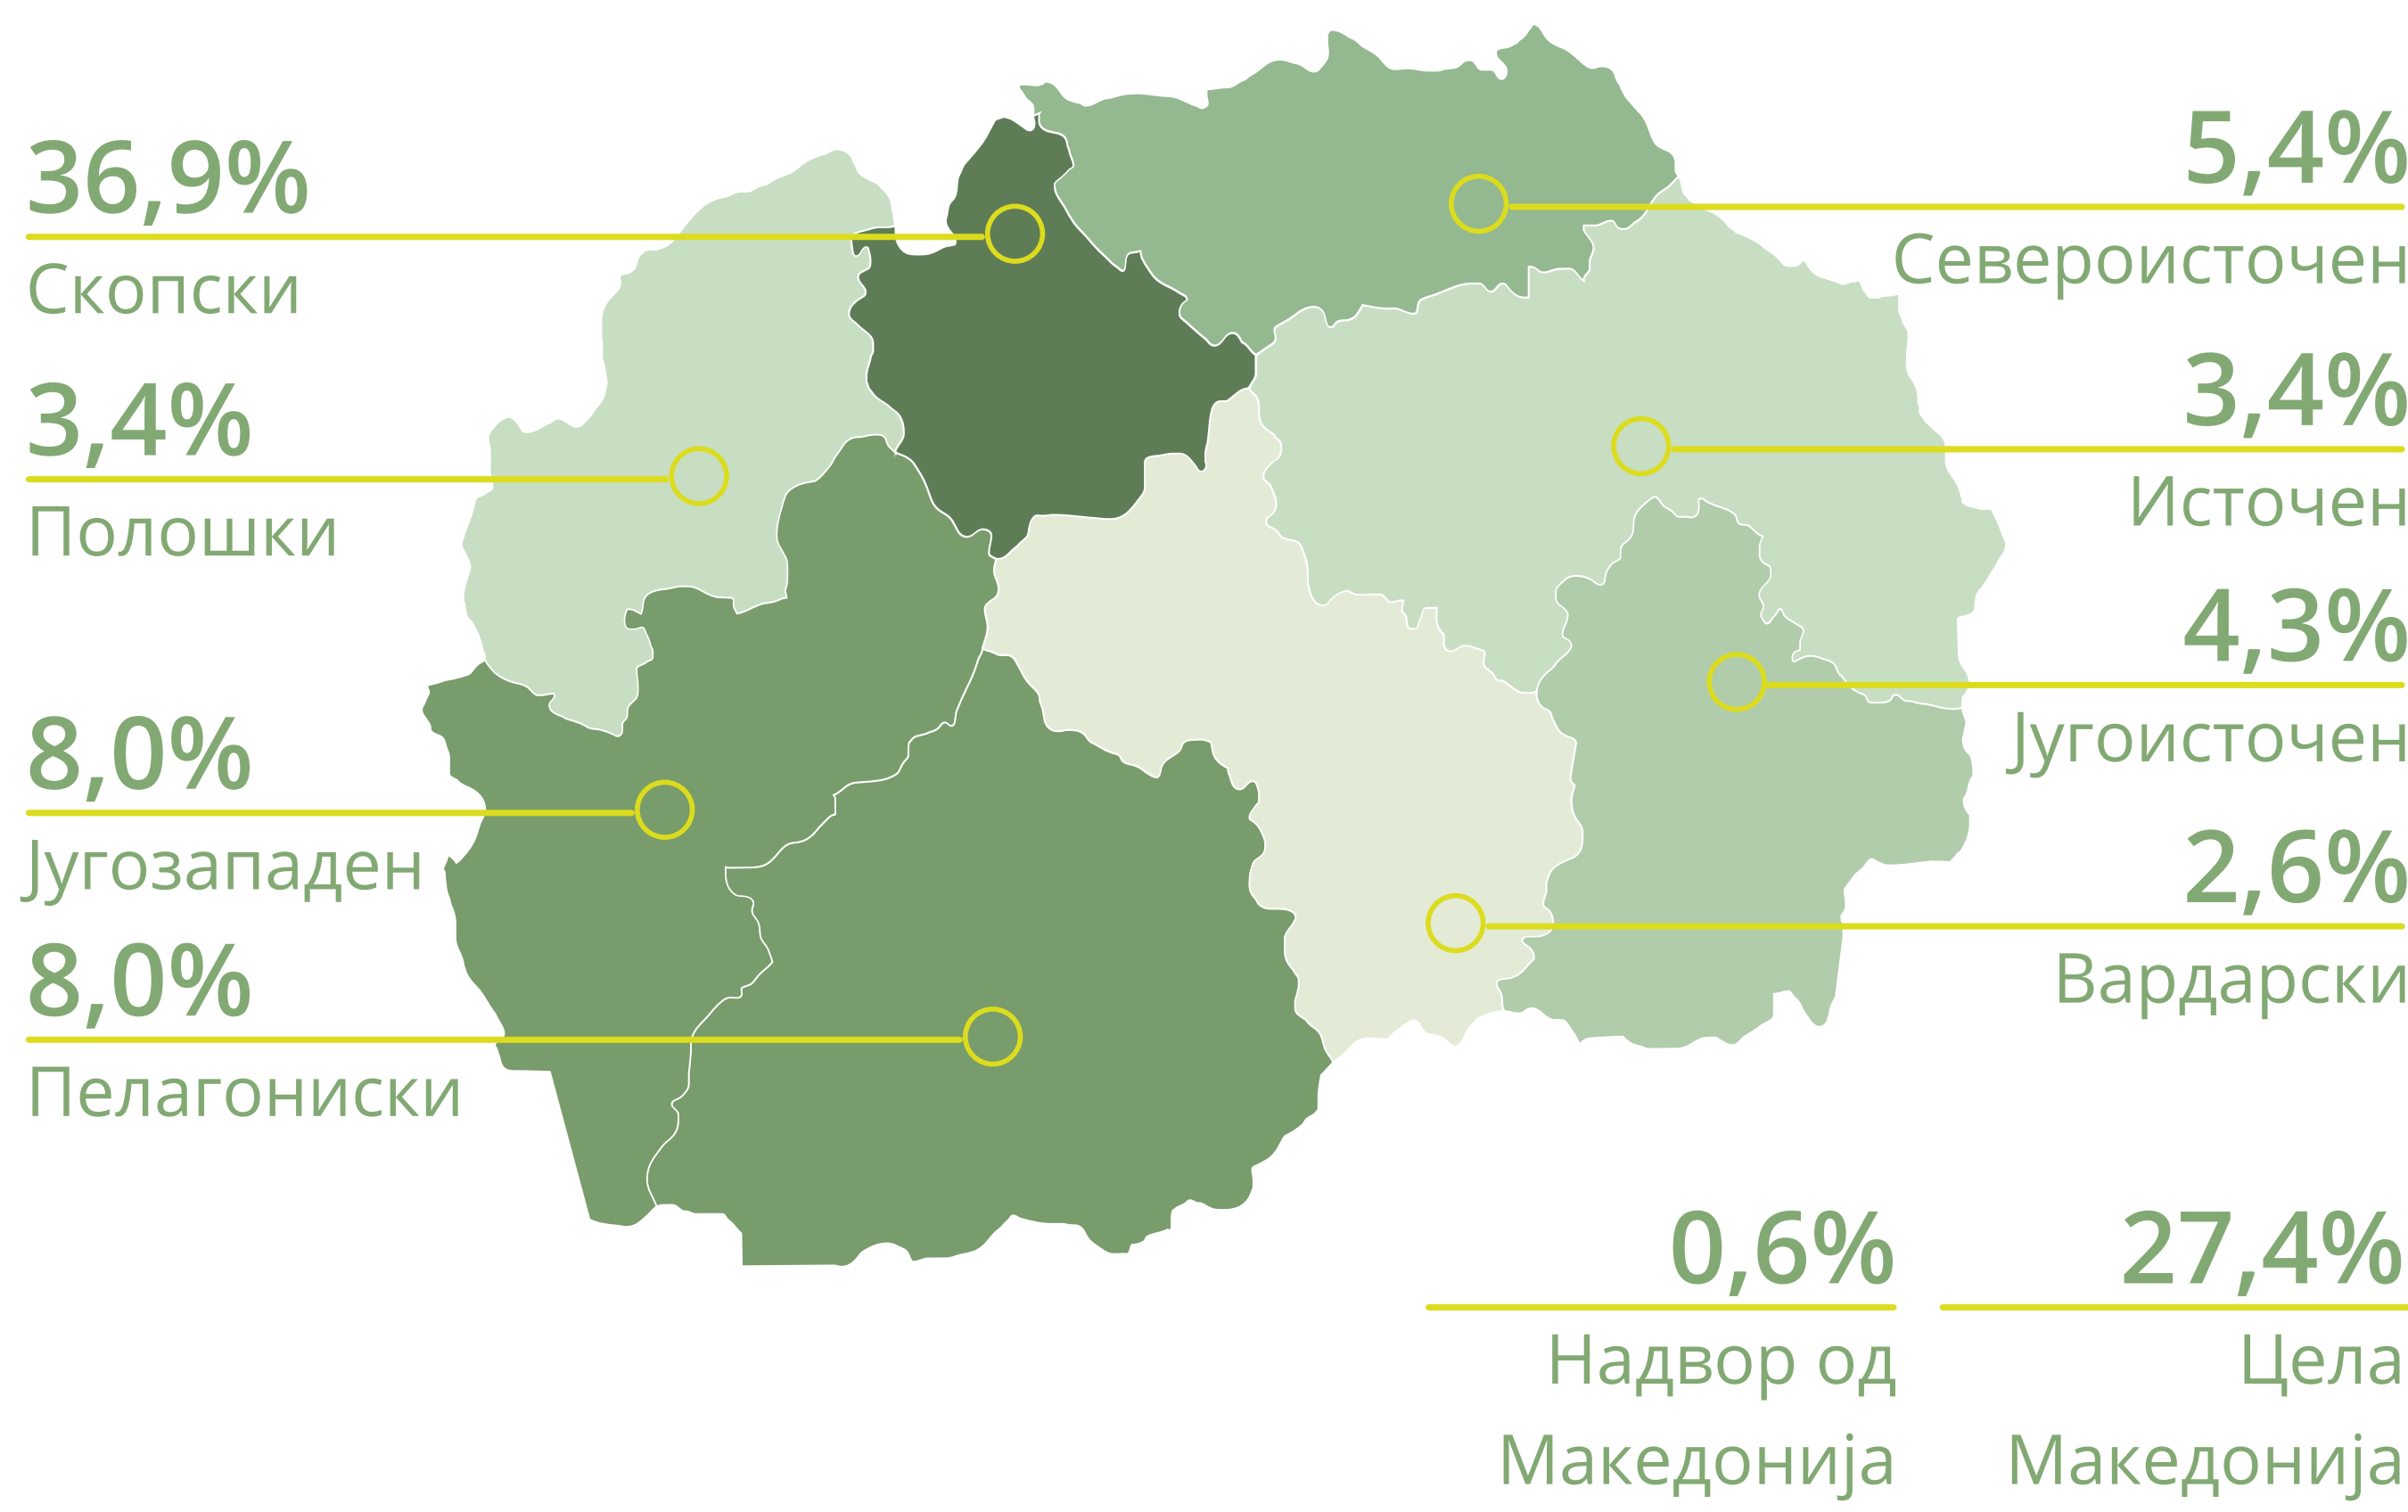 36,9%
Скопски
3,4%
Полошки
8,0%
Југозападен
8,0%
Пелагониски
5,4%
Североисточен
3,4%
Источен
4,3%
Југоисточен
2,6%
Вардарски
0,6%
Надвор од
Македонија
27,4%
Цела
Македонија